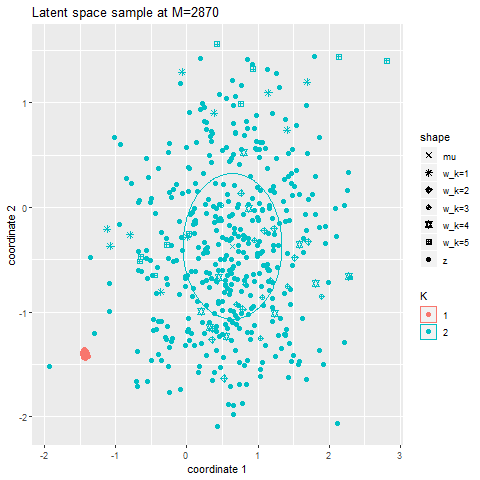 Latent space sample at M=2870
1
0
-1
-2
coordinate 2
-2
-1
0
1
2
3
coordinate 1
shape
mu
w_k=1
w_k=2
w_k=3
w_k=4
w_k=5
z
K
1
2